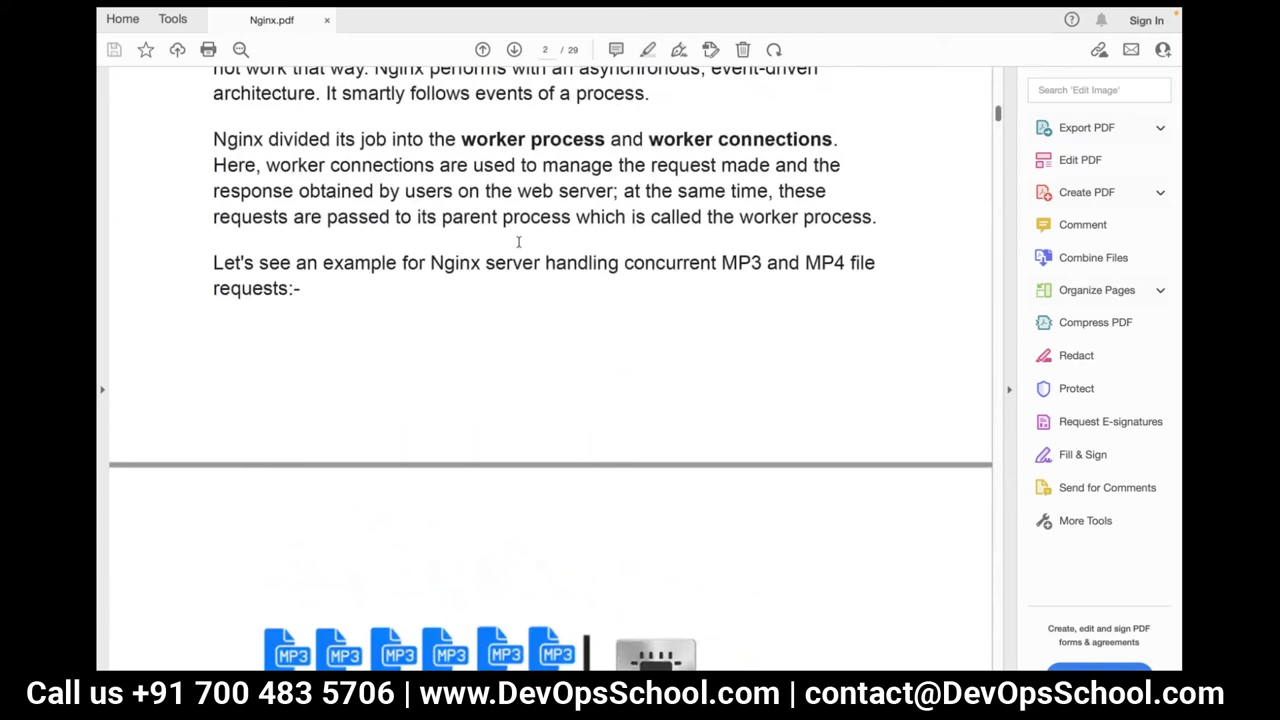 Home Tools Nginx.pdf × Sign In
2 / 29
not work that way. Nginx performs with an asynchronous, event-driven
architecture. It smartly follows events of a process.
Nginx divided its job into the worker process and worker connections.
Here, worker connections are used to manage the request made and the
response obtained by users on the web server; at the same time, these
requests are passed to its parent process which is called the worker process.
Let's see an example for Nginx server handling concurrent MP3 and MP4 file
requests:-
MP3 MP3 MP3 MP3 MP3 MP3
Search 'Edit Image'
Export PDF
Edit PDF
Create PDF
Comment
Combine Files
Organize Pages
Compress PDF
Redact
Protect
Request E-signatures
Fill & Sign
Send for Comments
More Tools
Create, edit and sign PDF
forms & agreements
Call us +91 700 483 5706 | www.DevOpsSchool.com | contact@DevOpsSchool.com